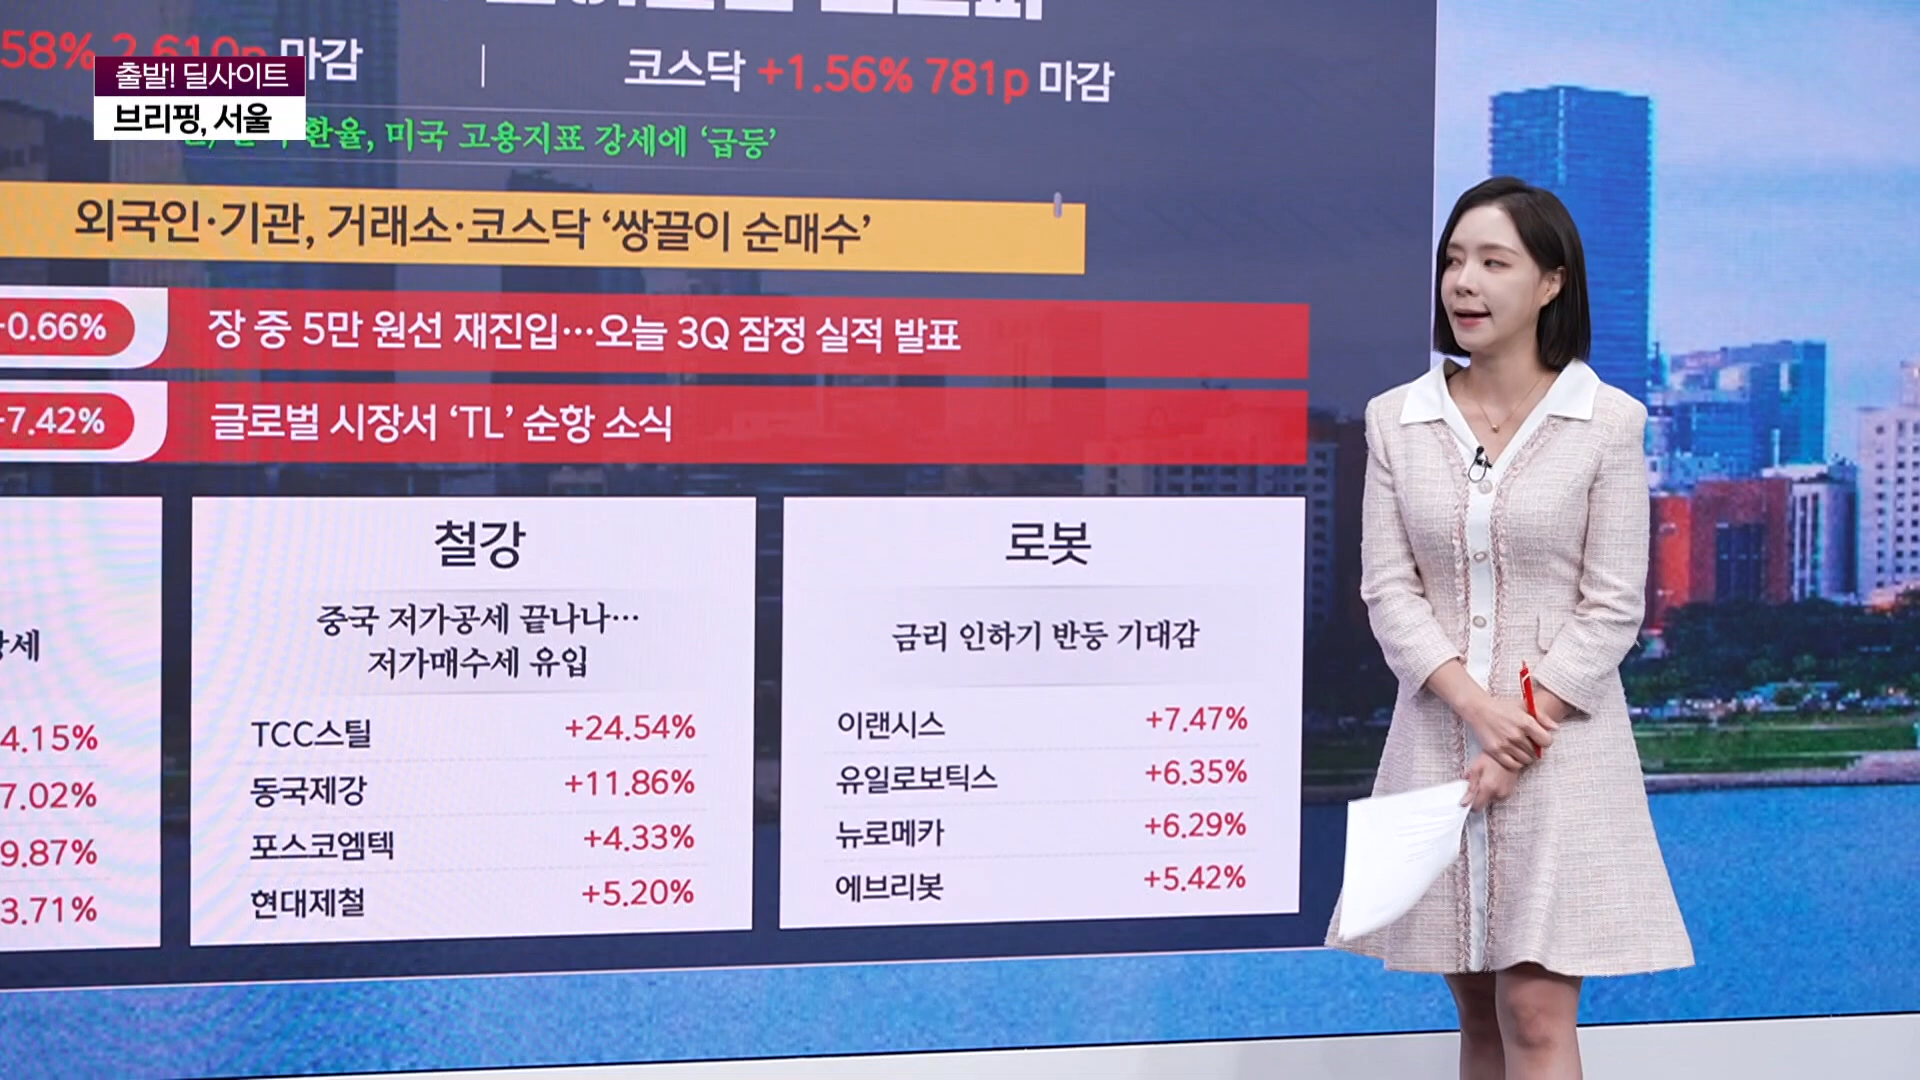 58% 2,610p 마감
코스닥 +1.56% 781p 마감
출발! 딜사이트
브리핑, 서울
환율, 미국 고용지표 강세에 ‘급등’
외국인·기관, 거래소·코스닥 ‘쌍끌이 순매수’
0.66%
장 중 5만 원선 재진입…오늘 3Q 잠정 실적 발표
7.42%
글로벌 시장서 ‘TL’ 순항 소식
세
4.15%
7.02%
9.87%
3.71%
철강
중국 저가공세 끝나나…
저가매수세 유입
TCC스틸 +24.54%
동국제강 +11.86%
포스코엠텍 +4.33%
현대제철 +5.20%
로봇
금리 인하기 반등 기대감
이랜시스 +7.47%
유일로보틱스 +6.35%
뉴로메카 +6.29%
에브리봇 +5.42%